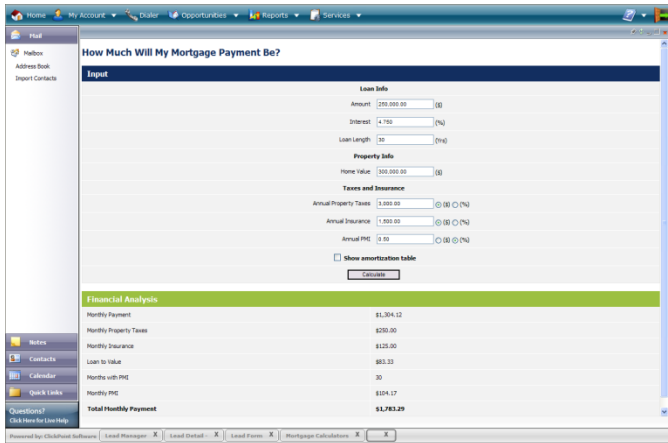 Home My Account Dialer Opportunities Reports Services
Mail
Mailbox
Address Book
Import Contacts
How Much Will My Mortgage Payment Be?
Input
Loan Info
Amount 250,000.00 ($)
Interest 4.750 (%)
Loan Length 30 (Yrs)
Property Info
Home Value 300,000.00 ($)
Taxes and Insurance
Annual Property Taxes 3,000.00 ($) (%)
Annual Insurance 1,500.00 ($) (%)
Annual PMI 0.50 ($) (%)
Show amortization table
Calculate
Financial Analysis
Monthly Payment $1,304.12
Monthly Property Taxes $250.00
Monthly Insurance $125.00
Loan to Value $83.33
Months with PMI 30
Monthly PMI $104.17
Total Monthly Payment $1,783.29
Notes
Contacts
Calendar
Quick Links
Questions?
Click Here for Live Help
Powered by: ClickPoint Software Lead Manager X Lead Detail - X Lead Form X Mortgage Calculators X X